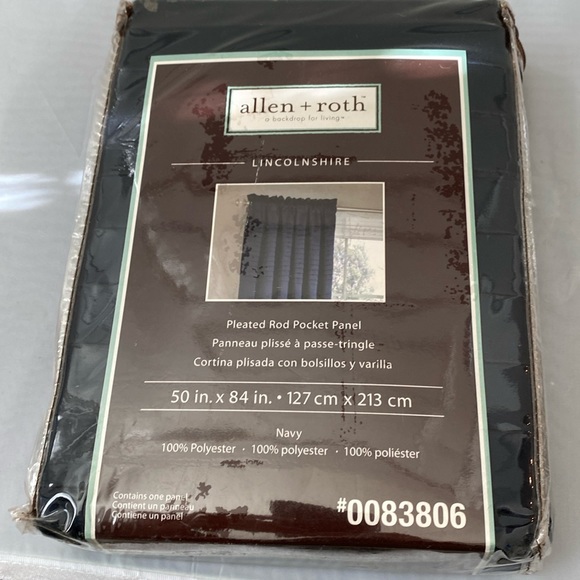 allen + roth™
a backdrop for living™
LINCOLNSHIRE
Pleated Rod Pocket Panel
Panneau plissé à passe-tringle
Cortina plisada con bolsillos y varilla
50 in. x 84 in. • 127 cm x 213 cm
Navy
100% Polyester · 100% polyester · 100% poliéster
Contains one panel
Contient un panneau
Contiene un panel
#0083806